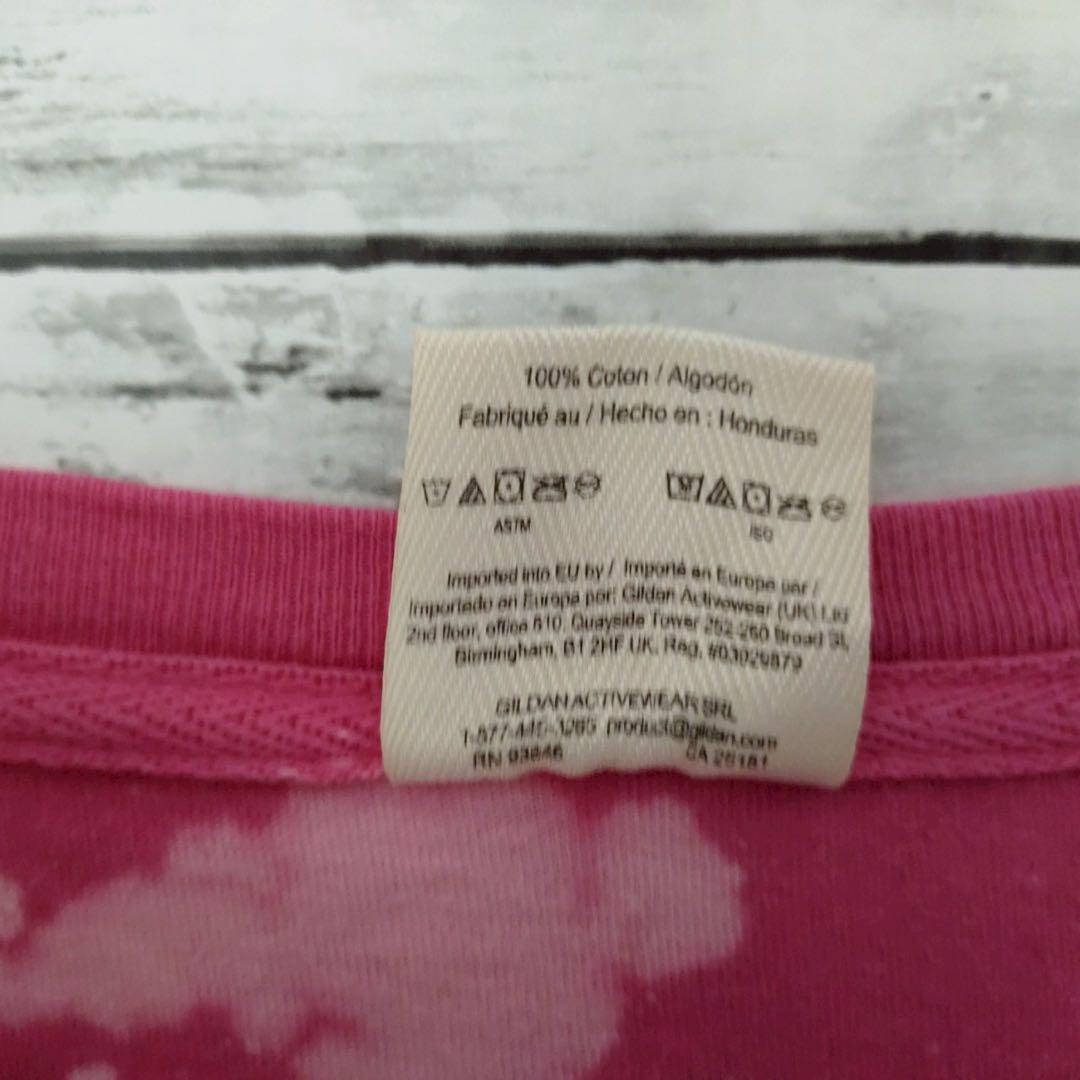 100% Coton / Algodón
Fabriqué au / Hecho en : Honduras
ASTM
ISO
Imported into EU by / Importé en Europe par /
Importado en Europa por: Gildan Activewear (UK) Ltd
2nd floor, office 610, Quayside Tower 252-260 Broad St,
Birmingham, B1 2HF UK. Reg. #03029879
GILDAN ACTIVEWEAR SRL
product@gildan.com
RN 93846 CA 26181